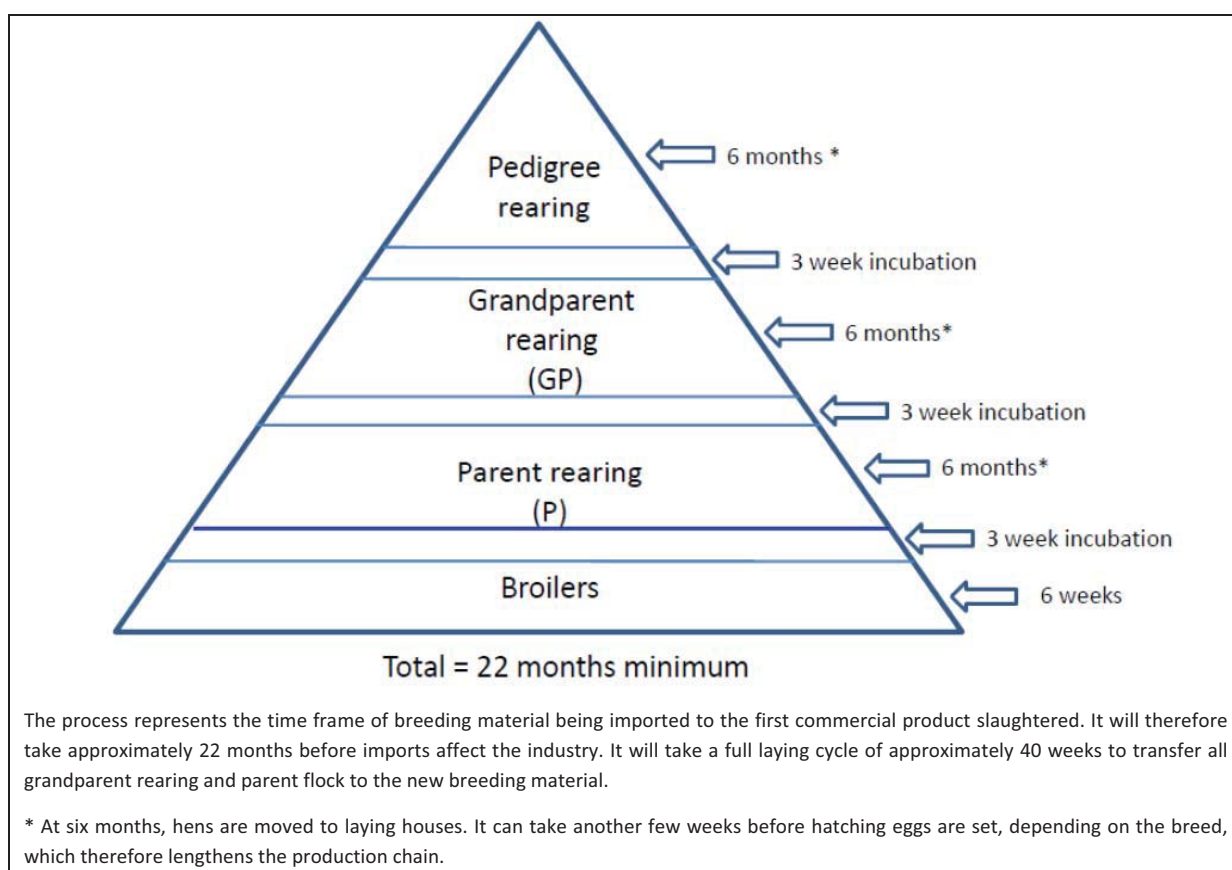 Pedigree
rearing
6 months *
3 week incubation
Grandparent
rearing
(GP)
6 months*
3 week incubation
Parent rearing
(P)
6 months*
3 week incubation
Broilers
6 weeks
Total = 22 months minimum
The process represents the time frame of breeding material being imported to the first commercial product slaughtered. It will therefore
take approximately 22 months before imports affect the industry. It will take a full laying cycle of approximately 40 weeks to transfer all
grandparent rearing and parent flock to the new breeding material.
* At six months, hens are moved to laying houses. It can take another few weeks before hatching eggs are set, depending on the breed,
which therefore lengthens the production chain.